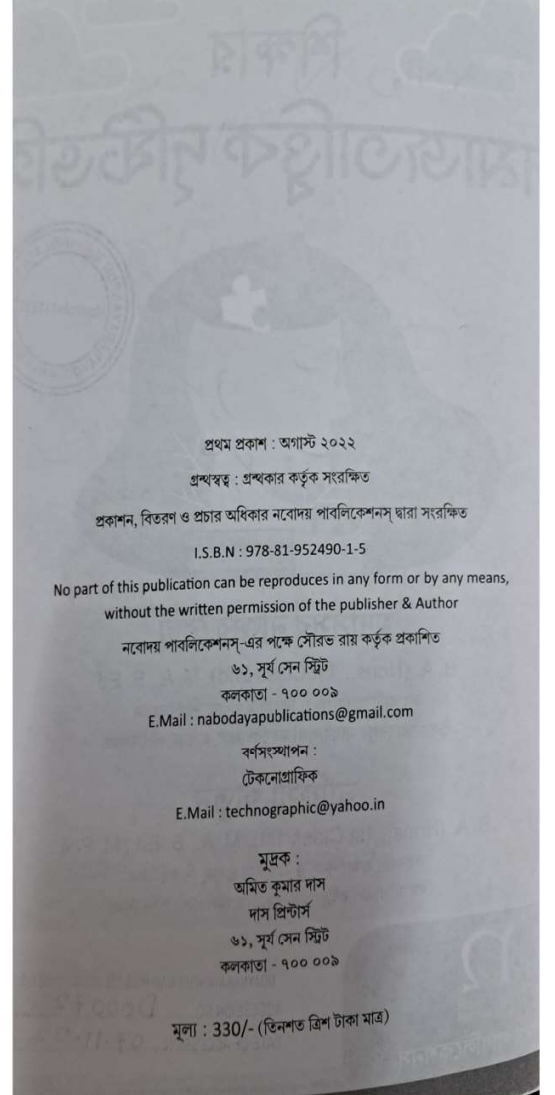 প্রথম প্রকাশ : অগাস্ট ২০২২
গ্রন্থস্বত্ব : গ্রন্থকার কর্তৃক সংরক্ষিত
প্রকাশন, বিতরণ ও প্রচার অধিকার নবোদয় পাবলিকেশনস্ দ্বারা সংরক্ষিত
I.S.B.N : 978-81-952490-1-5
No part of this publication can be reproduces in any form or by any means,
without the written permission of the publisher & Author
নবোদয় পাবলিকেশনস্-এর পক্ষে সৌরভ রায় কর্তৃক প্রকাশিত
৬১, সূর্য সেন স্ট্রিট
কলকাতা - ৭০০ ০০৯
E.Mail : nabodayapublications@gmail.com
বর্ণসংস্থাপন :
টেকনোগ্রাফিক
E.Mail : technographic@yahoo.in
মুদ্রক :
অমিত কুমার দাস
দাস প্রিন্টার্স
৬১, সূর্য সেন স্ট্রিট
কলকাতা - ৭০০ ০০৯
মূল্য : 330/- (তিনশত ত্রিশ টাকা মাত্র)